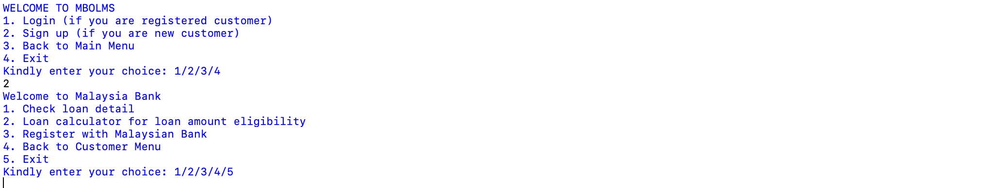 WELCOME TO MBOLMS
1. Login (if you are registered customer)
2. Sign up (if you are new customer)
3. Back to Main Menu
4. Exit
Kindly enter your choice: 1/2/3/4
2
Welcome to Malaysia Bank
1. Check loan detail
2. Loan calculator for loan amount eligibility
3. Register with Malaysian Bank
4. Back to Customer Menu
5. Exit
Kindly enter your choice: 1/2/3/4/5